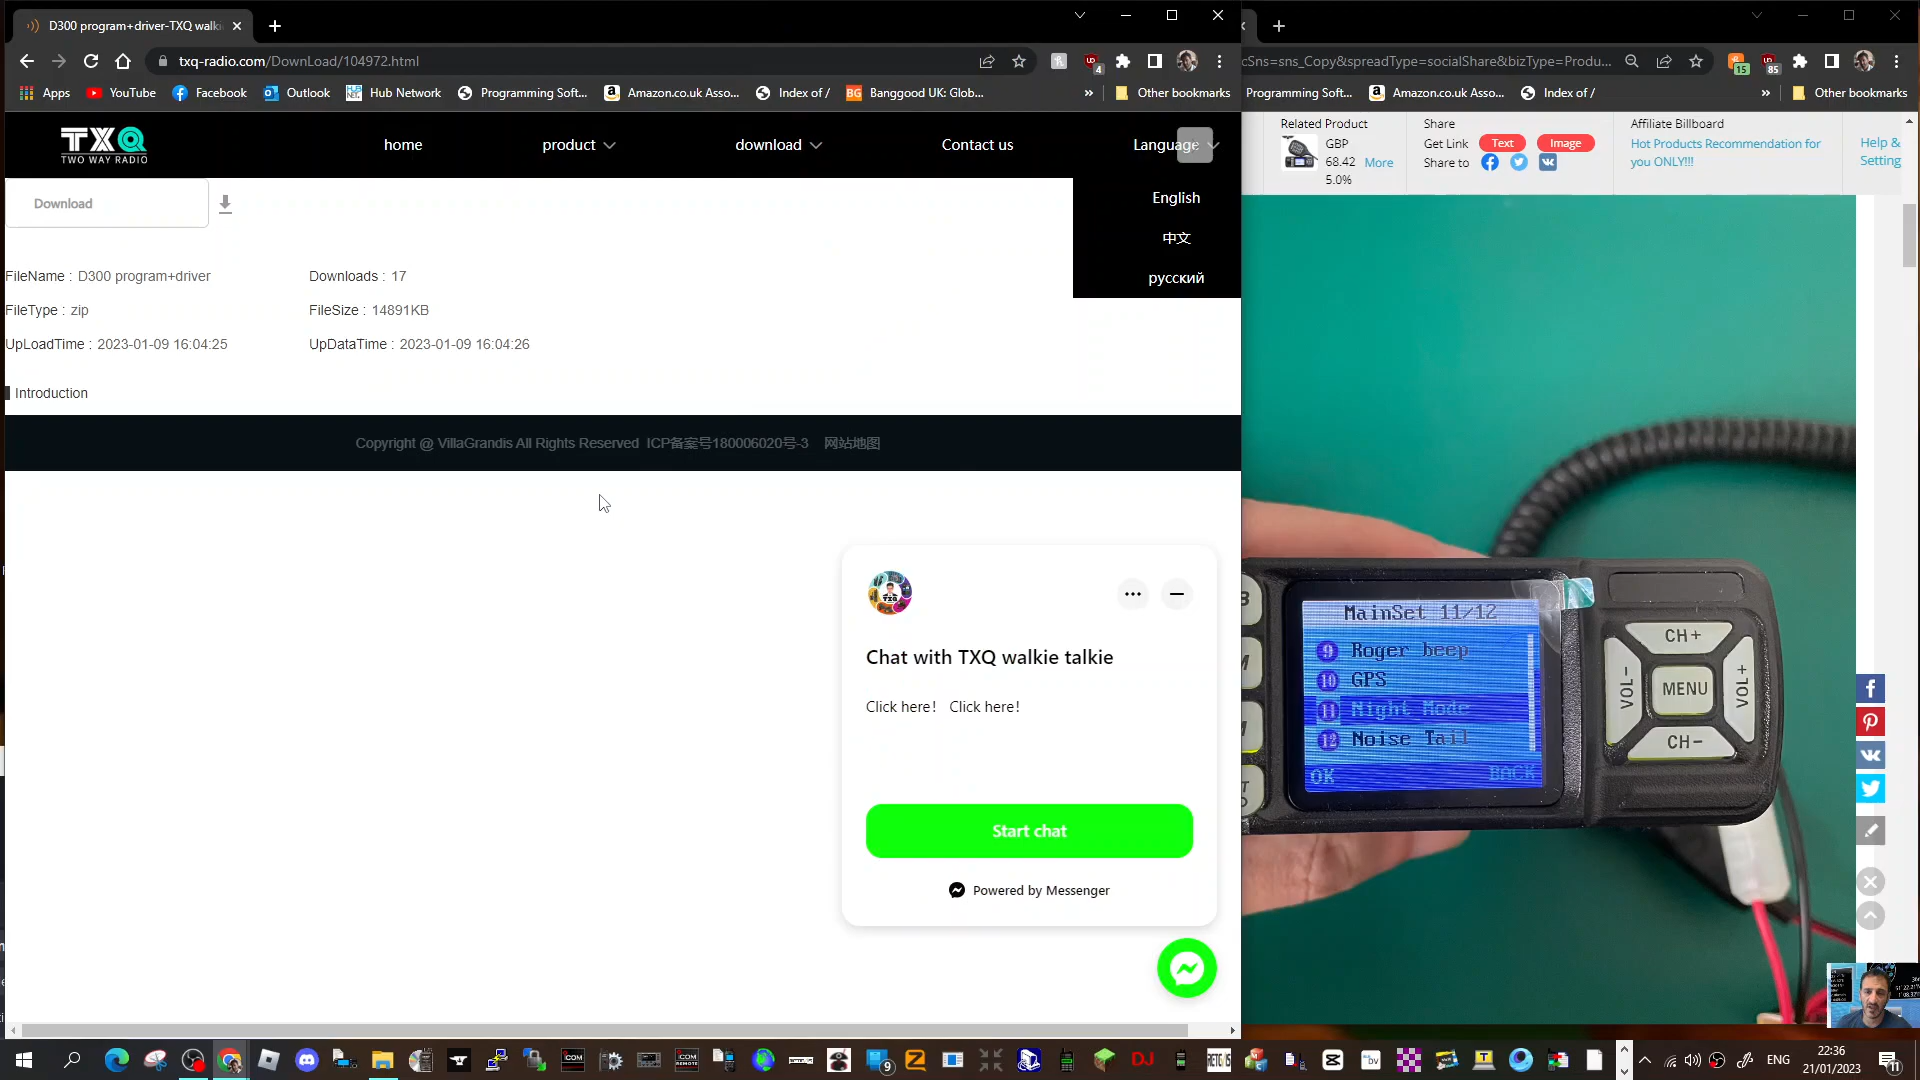 D300 program+driver-TXQ walki
txq-radio.com/DownLoad/104972.html
cSns=sns_Copy&spreadType=socialShare&bizType=Produ...
4
15
85
Apps
YouTube
Facebook
Outlook
Hub Network
Programming Soft...
Amazon.co.uk Asso...
Index of /
BG
Banggood UK: Glob...
»
Other bookmarks
Programming Soft...
Amazon.co.uk Asso...
Index of /
»
Other bookmarks
TXQ
TWO WAY RADIO
home
product
download
Contact us
Language
English
中文
русский
Download
FileName : D300 program+driver
Downloads : 17
FileType : zip
FileSize : 14891KB
UpLoadTime : 2023-01-09 16:04:25
UpDataTime : 2023-01-09 16:04:26
Introduction
Copyright @ VillaGrandis All Rights Reserved ICP备案号180006020号-3 网站地图
Chat with TXQ walkie talkie
Click here! Click here!
Start chat
Powered by Messenger
Related Product
GBP
68.42
More
5.0%
Share
Get Link
Text
Image
Share to
Affiliate Billboard
Hot Products Recommendation for
you ONLY!!!
Help &
Setting
MainSet 11/12
9 Roger beep
10 GPS
11 Night Mode
12 Noise Tail
OK
BACK
CH+
VOL-
MENU
VOL+
CH-
ENG
22:36
21/01/2023